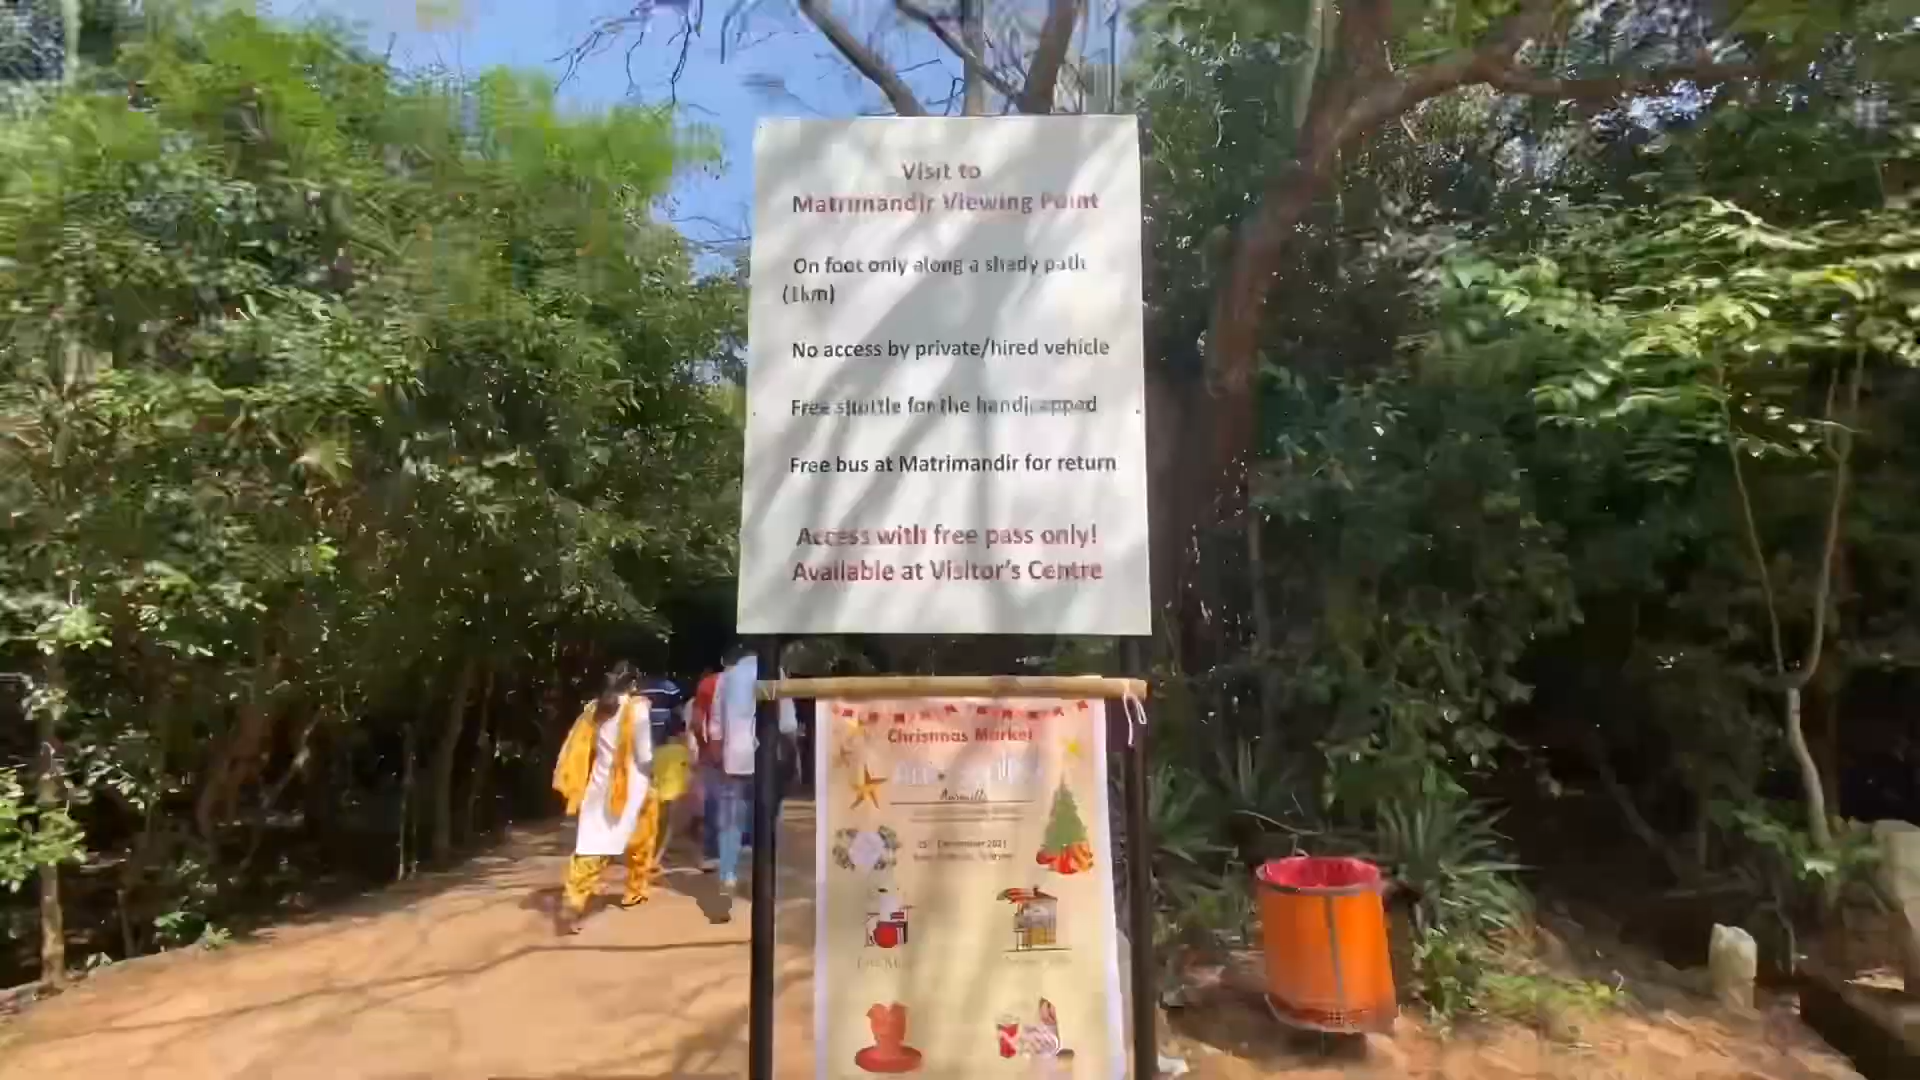 Visit to
Matrimandir Viewing Point
On foot only along a shady path
(1km)
No access by private/hired vehicle
Free shuttle for the handicapped
Free bus at Matrimandir for return
Access with free pass only!
Available at Visitor's Centre
Christmas Market
Auroville
December 2021